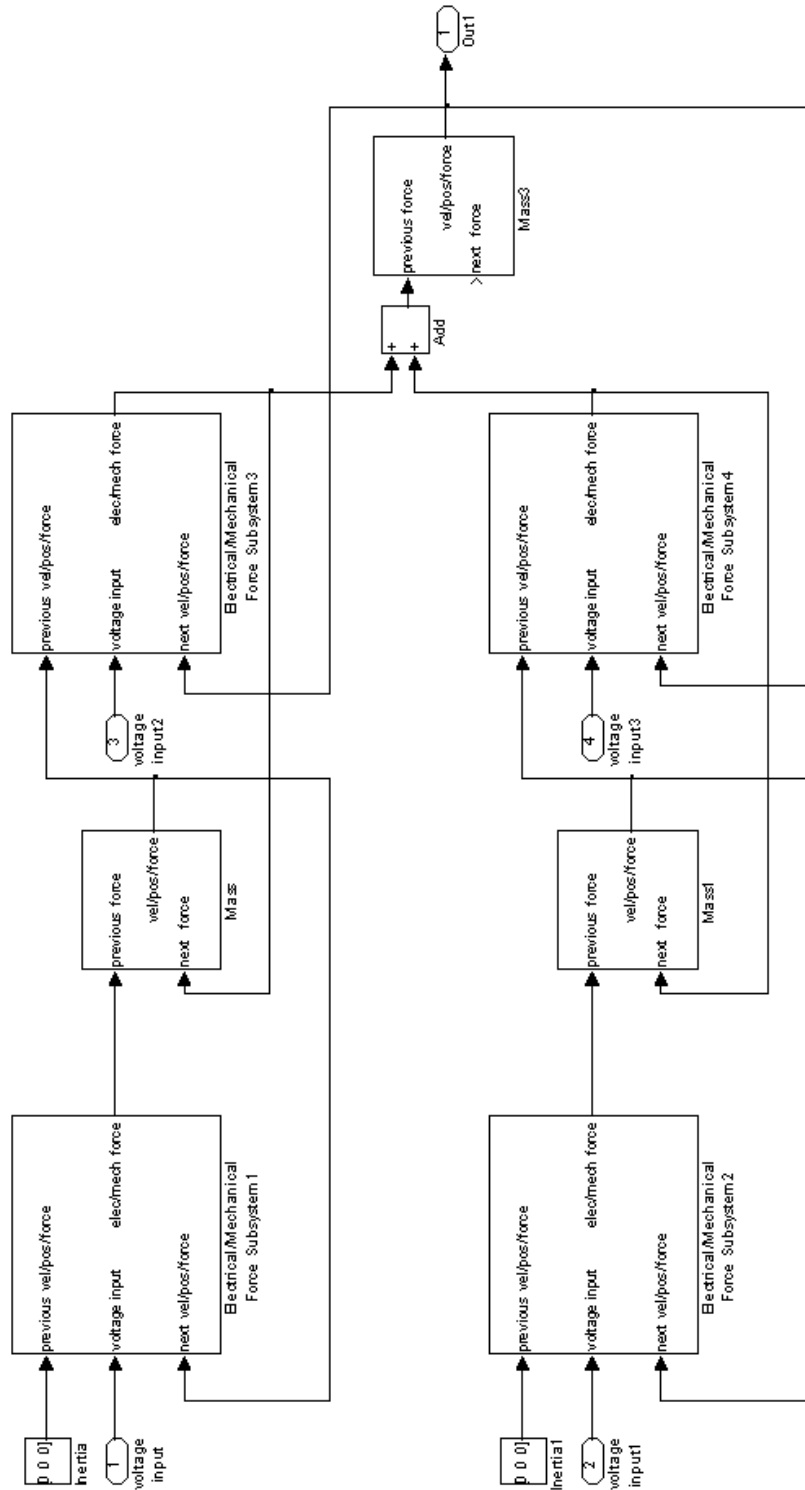 [0 0 0]
Inertia
1
voltage
input
previous vel/pos/force
voltage input
elec/mech force
next vel/pos/force
Electrical/Mechanical
Force Subsystem1
previous force
vel/pos/force
next force
Mass
3
voltage
input2
previous vel/pos/force
voltage input
elec/mech force
next vel/pos/force
Electrical/Mechanical
Force Subsystem3
+
+
Add
previous force
vel/pos/force
next force
Mass3
1
Out1
[0 0 0]
Inertia1
2
voltage
input1
previous vel/pos/force
voltage input
elec/mech force
next vel/pos/force
Electrical/Mechanical
Force Subsystem2
previous force
vel/pos/force
next force
Mass1
4
voltage
input3
previous vel/pos/force
voltage input
elec/mech force
next vel/pos/force
Electrical/Mechanical
Force Subsystem4